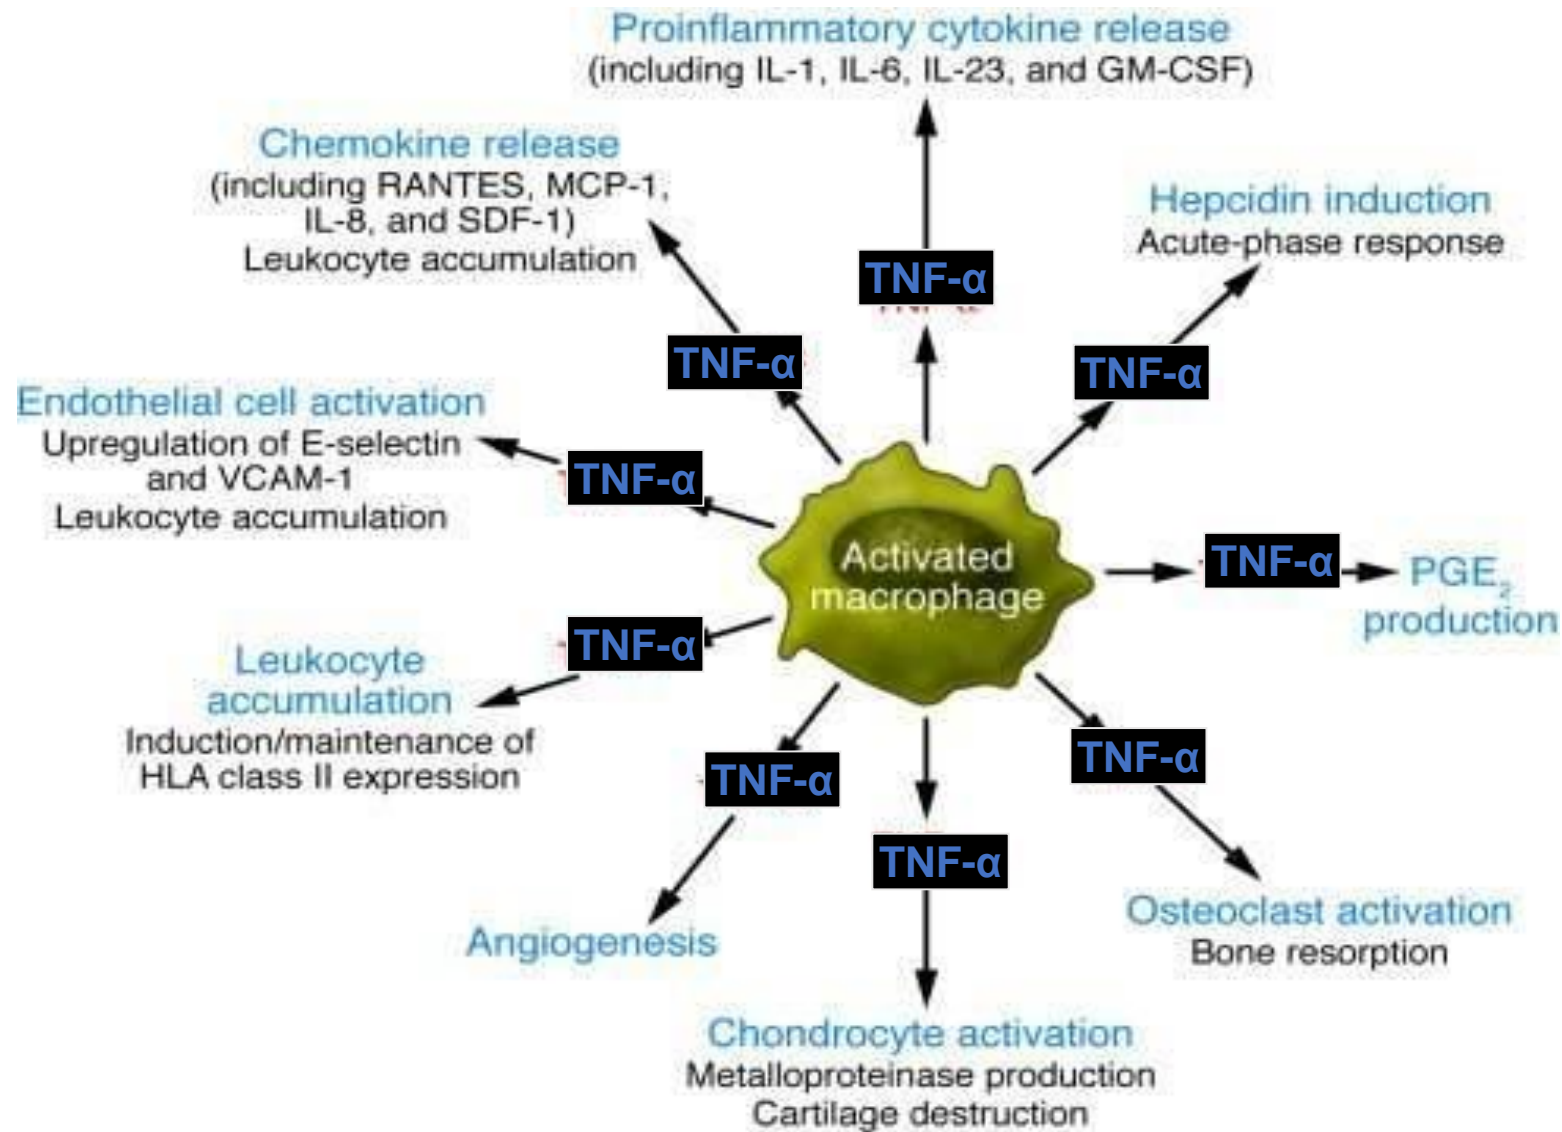 Proinflammatory cytokine release
(including IL-1, IL-6, IL-23, and GM-CSF)
Chemokine release
(including RANTES, MCP-1,
IL-8, and SDF-1)
Leukocyte accumulation
Hepcidin induction
Acute-phase response
TNF-α
TNF-α
TNF-α
Endothelial cell activation
Upregulation of E-selectin
and VCAM-1
Leukocyte accumulation
TNF-α
Activated
macrophage
TNF-α
PGE₂
production
TNF-α
Leukocyte
accumulation
Induction/maintenance of
HLA class II expression
TNF-α
TNF-α
TNF-α
Angiogenesis
Osteoclast activation
Bone resorption
Chondrocyte activation
Metalloproteinase production
Cartilage destruction